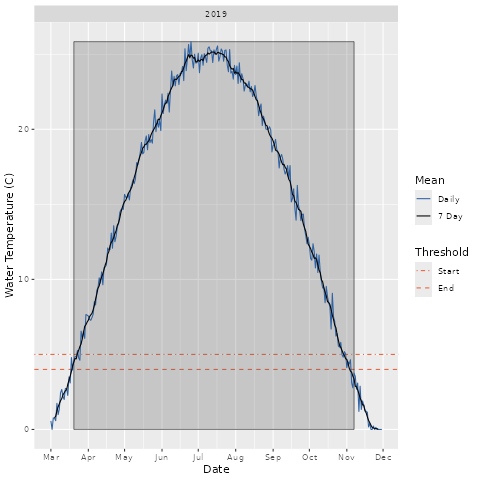 2019
Water Temperature (C)
20
10
0
Mar Apr May Jun Jul Aug Sep Oct Nov Dec
Date
Mean
Daily
7 Day
Threshold
Start
End